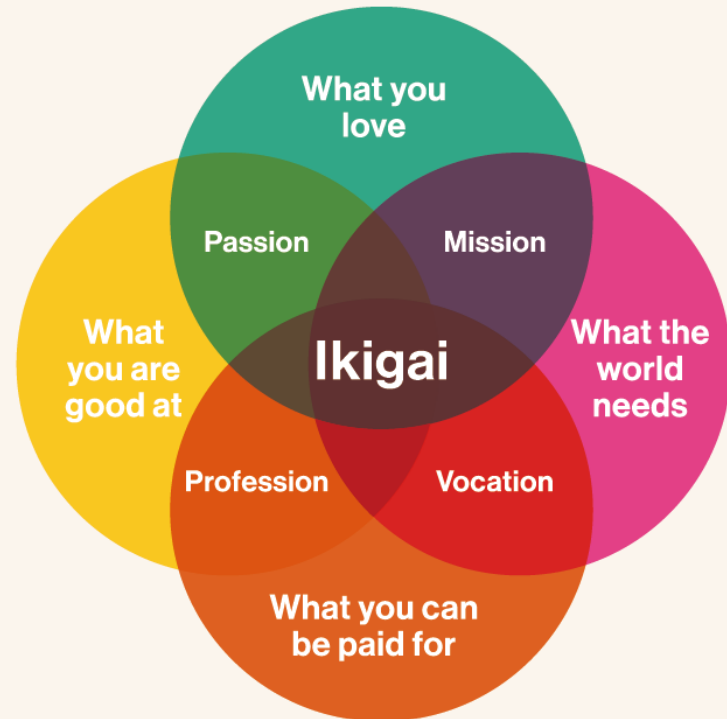 What you
love
Passion
Mission
What
you are
good at
Ikigai
What the
world
needs
Profession
Vocation
What you can
be paid for